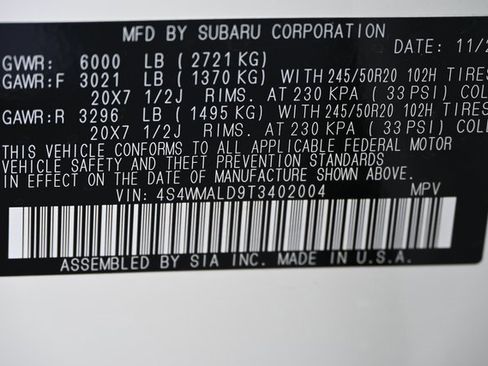 MFD BY SUBARU CORPORATION
DATE: 11/2
GVWR: 6000 LB ( 2721 KG)
GAWR:F 3021 LB ( 1370 KG) WITH 245/50R20 102H TIRES
20X7 1/2J RIMS. AT 230 KPA ( 33 PSI) COL
GAWR:R 3296 LB ( 1495 KG) WITH 245/50R20 102H TIRES
20X7 1/2J RIMS. AT 230 KPA ( 33 PSI) COL
THIS VEHICLE CONFORMS TO ALL APPLICABLE FEDERAL MOTOR
VEHICLE SAFETY AND THEFT PREVENTION STANDARDS
IN EFFECT ON THE DATE OF MANUFACTURE SHOWN ABOVE.
VIN: 4S4WMALD9T3402004 MPV
ASSEMBLED BY SIA INC. MADE IN U.S.A.